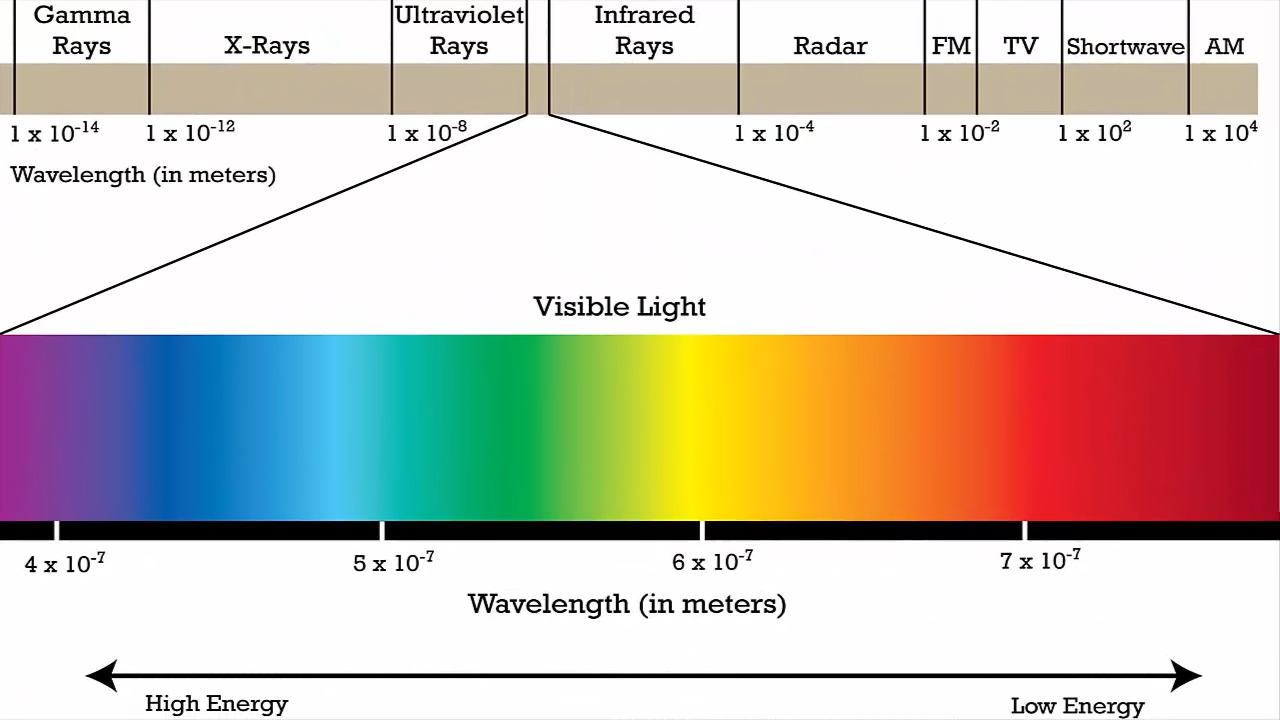 Gamma Rays
X-Rays
Ultraviolet Rays
Infrared Rays
Radar
FM
TV
Shortwave
AM
1 x 10⁻¹⁴
1 x 10⁻¹²
1 x 10⁻⁸
1 x 10⁻⁴
1 x 10⁻²
1 x 10²
1 x 10⁴
Wavelength (in meters)
Visible Light
4 x 10⁻⁷
5 x 10⁻⁷
6 x 10⁻⁷
7 x 10⁻⁷
Wavelength (in meters)
High Energy
Low Energy